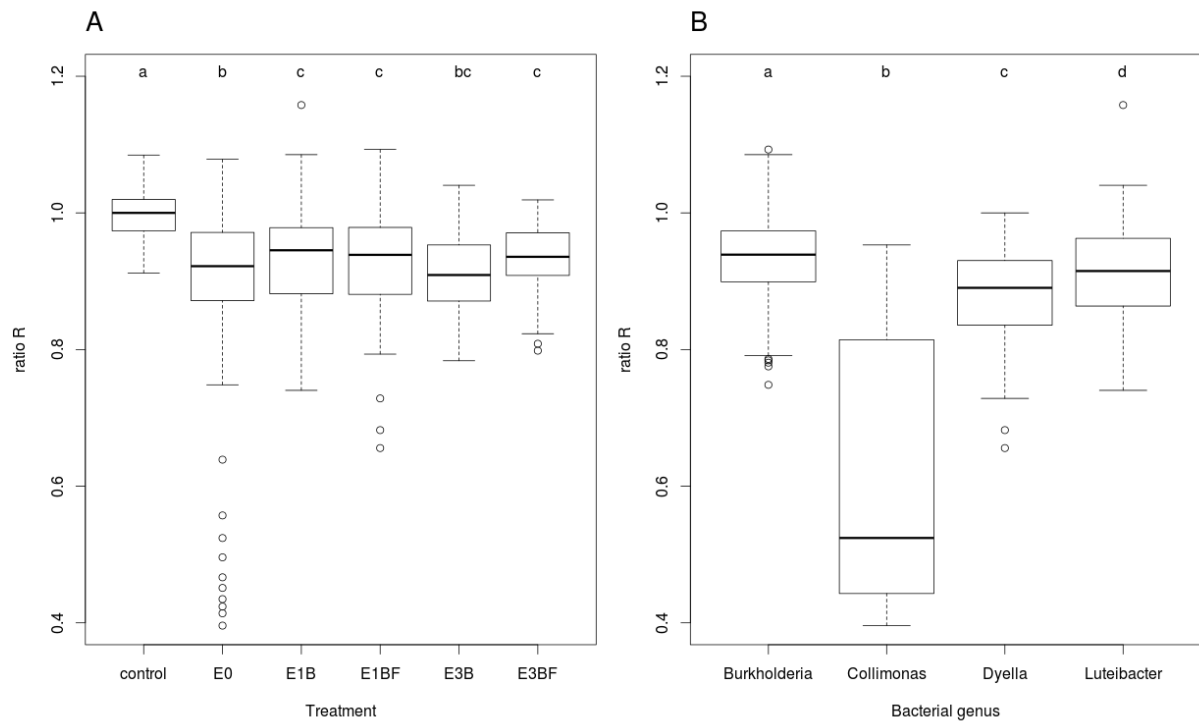 A
ratio R
0.4 0.6 0.8 1.0 1.2
a b c c bc c
control E0 E1B E1BF E3B E3BF
Treatment
B
ratio R
0.4 0.6 0.8 1.0 1.2
a b c d
Burkholderia Collimonas Dyella Luteibacter
Bacterial genus